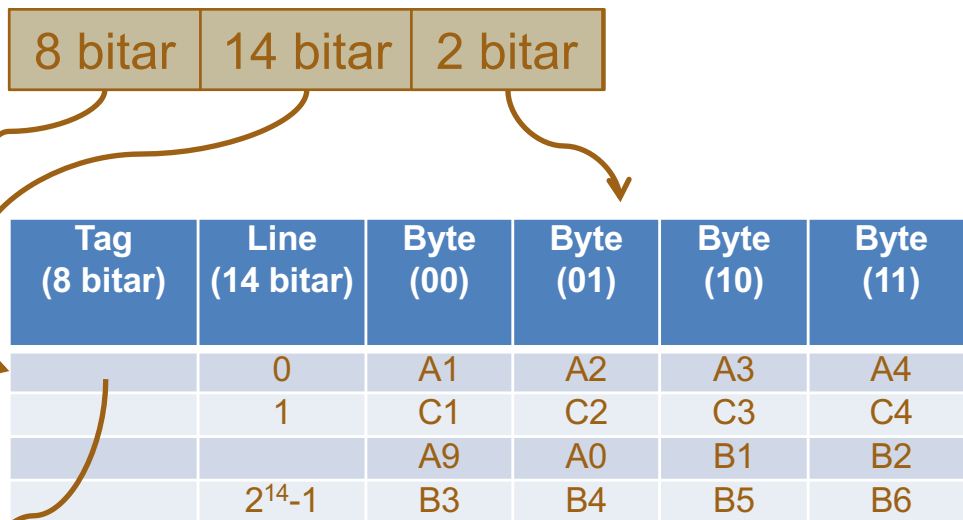 8 bitar 14 bitar 2 bitar
Tag (8 bitar) Line (14 bitar) Byte (00) Byte (01) Byte (10) Byte (11)
0 A1 A2 A3 A4
1 C1 C2 C3 C4
A9 A0 B1 B2
2¹⁴-1 B3 B4 B5 B6